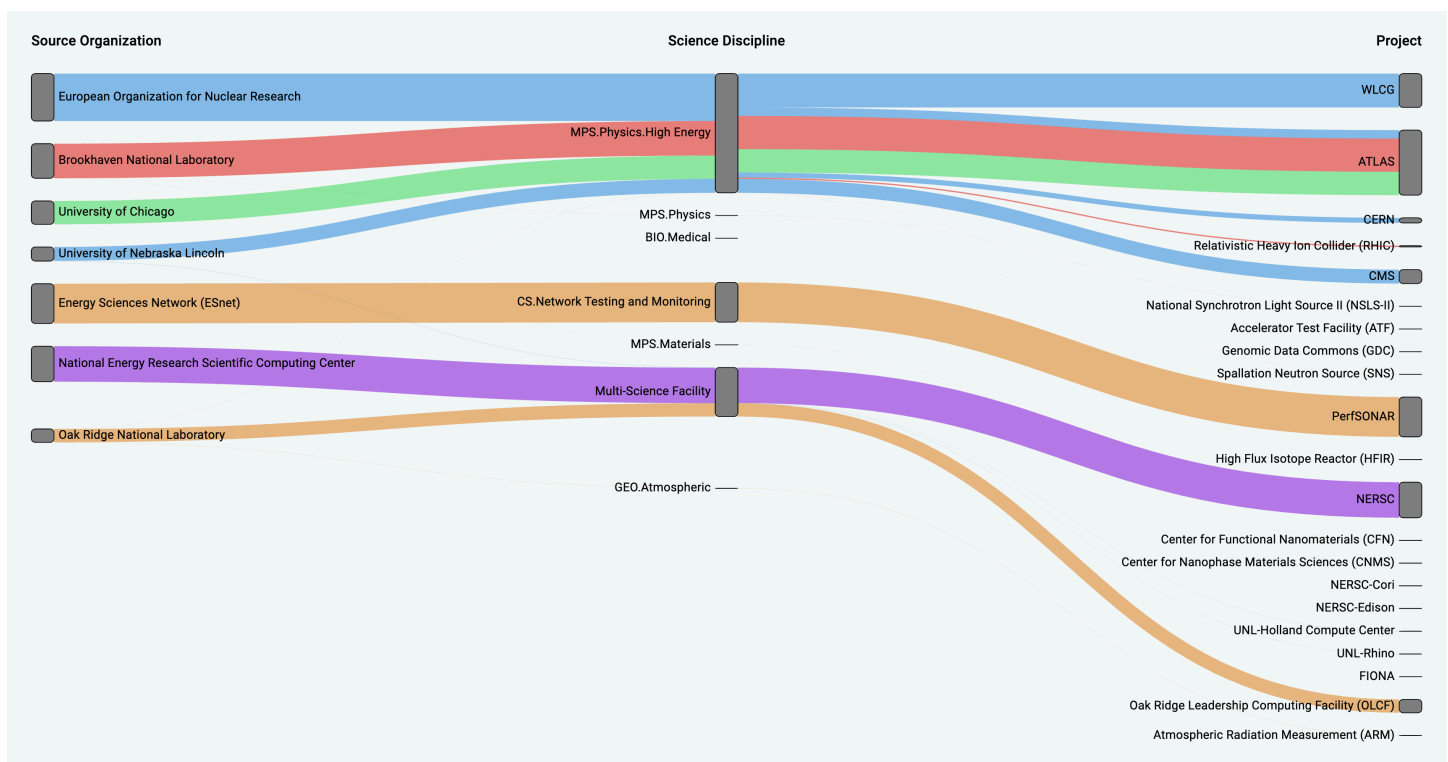 Source Organization
Science Discipline
Project
European Organization for Nuclear Research
Brookhaven National Laboratory
University of Chicago
University of Nebraska Lincoln
Energy Sciences Network (ESnet)
National Energy Research Scientific Computing Center
Oak Ridge National Laboratory
MPS.Physics.High Energy
MPS.Physics
BIO.Medical
CS.Network Testing and Monitoring
MPS.Materials
Multi-Science Facility
GEO.Atmospheric
WLCG
ATLAS
CERN
Relativistic Heavy Ion Collider (RHIC)
CMS
National Synchrotron Light Source II (NSLS-II)
Accelerator Test Facility (ATF)
Genomic Data Commons (GDC)
Spallation Neutron Source (SNS)
PerfSONAR
High Flux Isotope Reactor (HFIR)
NERSC
Center for Functional Nanomaterials (CFN)
Center for Nanophase Materials Sciences (CNMS)
NERSC-Cori
NERSC-Edison
UNL-Holland Compute Center
UNL-Rhino
FIONA
Oak Ridge Leadership Computing Facility (OLCF)
Atmospheric Radiation Measurement (ARM)